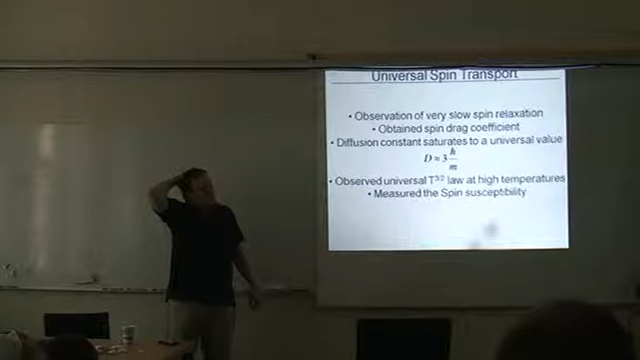 Universal Spin Transport
• Observation of very slow spin relaxation
• Obtained spin drag coefficient
• Diffusion constant saturates to a universal value
D ≈ 3 ħ/m
• Observed universal T^3/2 law at high temperatures
• Measured the Spin susceptibility